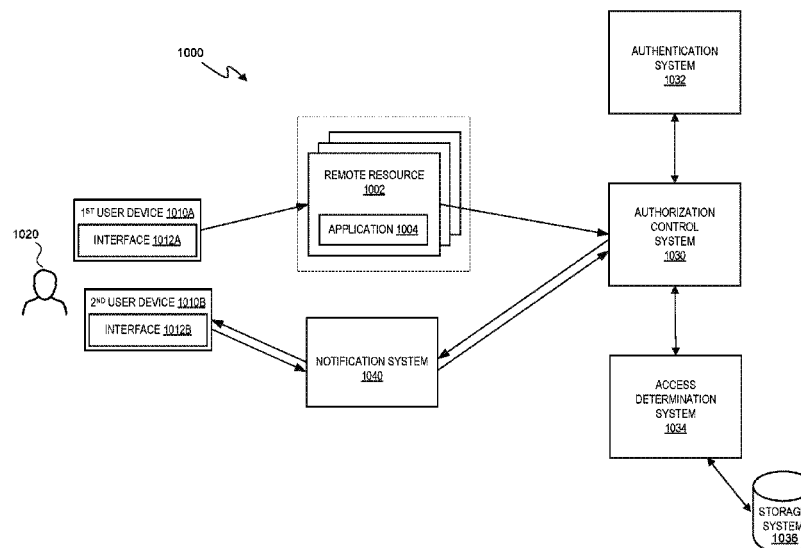 1000
AUTHENTICATION
SYSTEM
1032
REMOTE RESOURCE
1002
APPLICATION 1004
1ST USER DEVICE 1010A
INTERFACE 1012A
AUTHORIZATION
CONTROL
SYSTEM
1030
1020
2ND USER DEVICE 1010B
INTERFACE 1012B
NOTIFICATION SYSTEM
1040
ACCESS
DETERMINATION
SYSTEM
1034
STORAGE
SYSTEM
1036